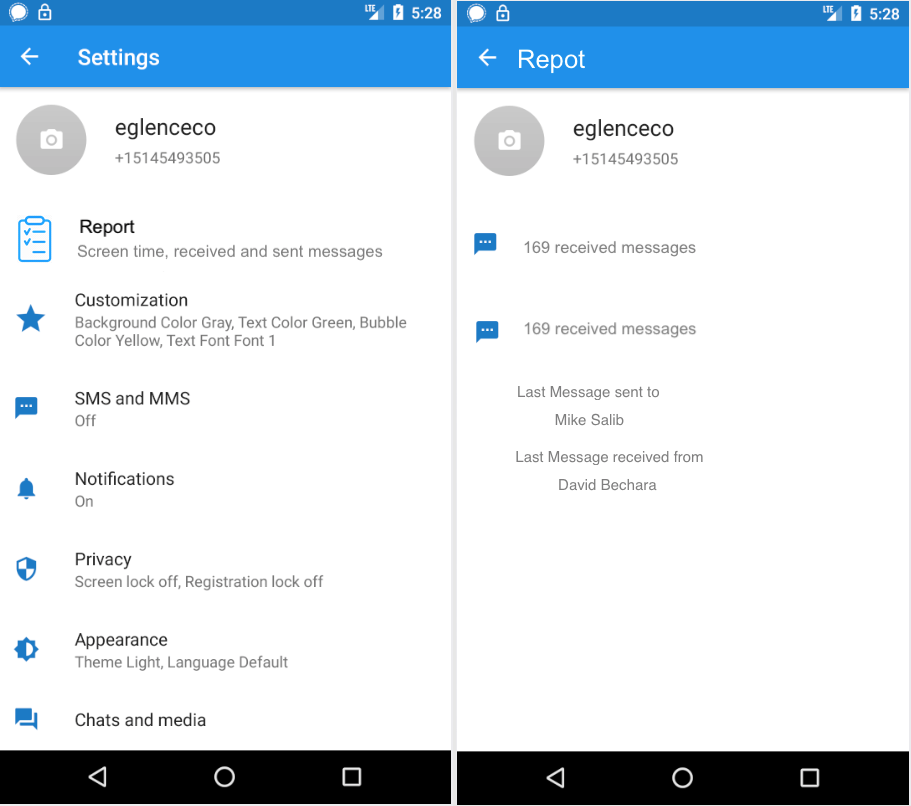 LTE 5:28
Settings
eglenceco
+15145493505
Report
Screen time, received and sent messages
Customization
Background Color Gray, Text Color Green, Bubble
Color Yellow, Text Font Font 1
SMS and MMS
Off
Notifications
On
Privacy
Screen lock off, Registration lock off
Appearance
Theme Light, Language Default
Chats and media
LTE 5:28
Repot
eglenceco
+15145493505
169 received messages
169 received messages
Last Message sent to
Mike Salib
Last Message received from
David Bechara